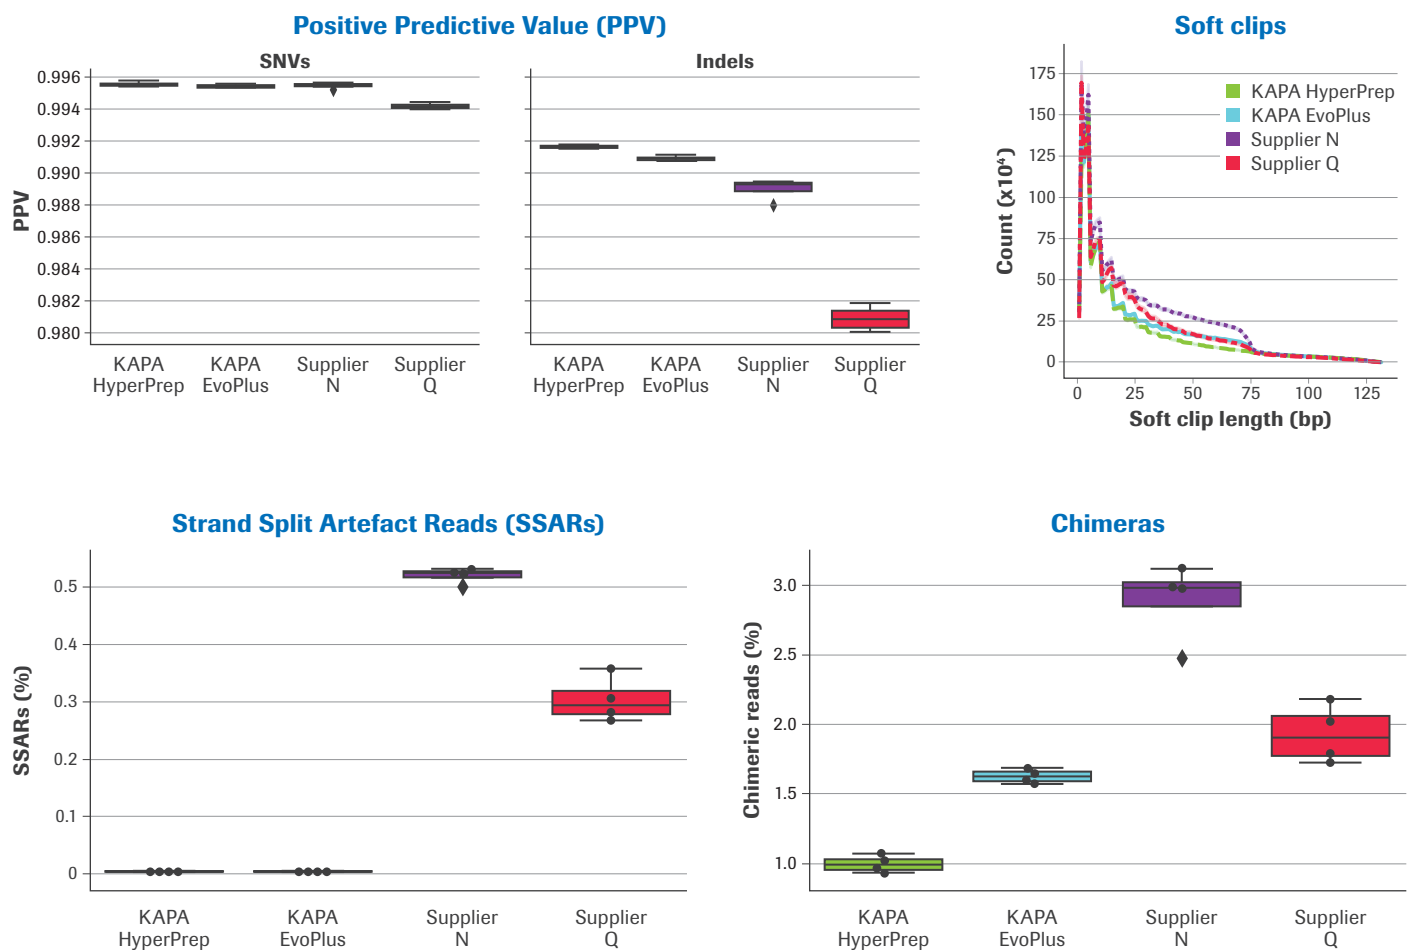 Positive Predictive Value (PPV)
SNVs
Indels
PPV
0.996
0.994
0.992
0.990
0.988
0.986
0.984
0.982
0.980
KAPA
HyperPrep
KAPA
EvoPlus
Supplier
N
Supplier
Q
KAPA
HyperPrep
KAPA
EvoPlus
Supplier
N
Supplier
Q
Soft clips
Count (x10⁴)
175
150
125
100
75
50
25
0
KAPA HyperPrep
KAPA EvoPlus
Supplier N
Supplier Q
0
25
50
75
100
125
Soft clip length (bp)
Strand Split Artefact Reads (SSARs)
SSARs (%)
0.5
0.4
0.3
0.2
0.1
0
KAPA
HyperPrep
KAPA
EvoPlus
Supplier
N
Supplier
Q
Chimeras
Chimeric reads (%)
3.0
2.5
2.0
1.5
1.0
KAPA
HyperPrep
KAPA
EvoPlus
Supplier
N
Supplier
Q